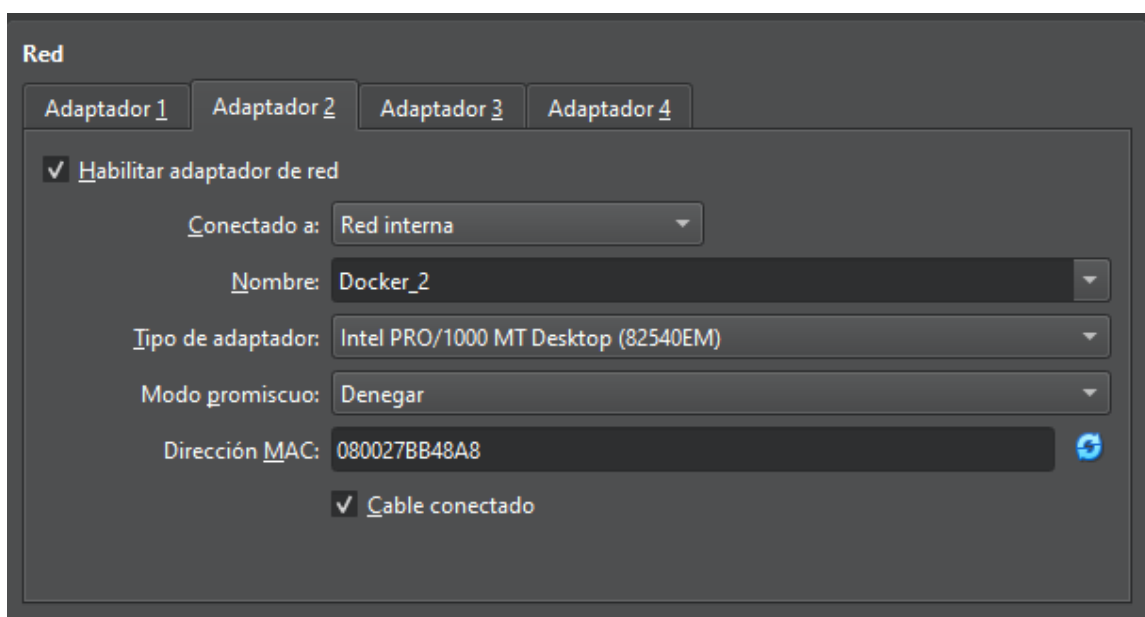 Red
Adaptador 1 Adaptador 2 Adaptador 3 Adaptador 4
Habilitar adaptador de red
Conectado a: Red interna
Nombre: Docker_2
Tipo de adaptador: Intel PRO/1000 MT Desktop (82540EM)
Modo promiscuo: Denegar
Dirección MAC: 080027BB48A8
Cable conectado